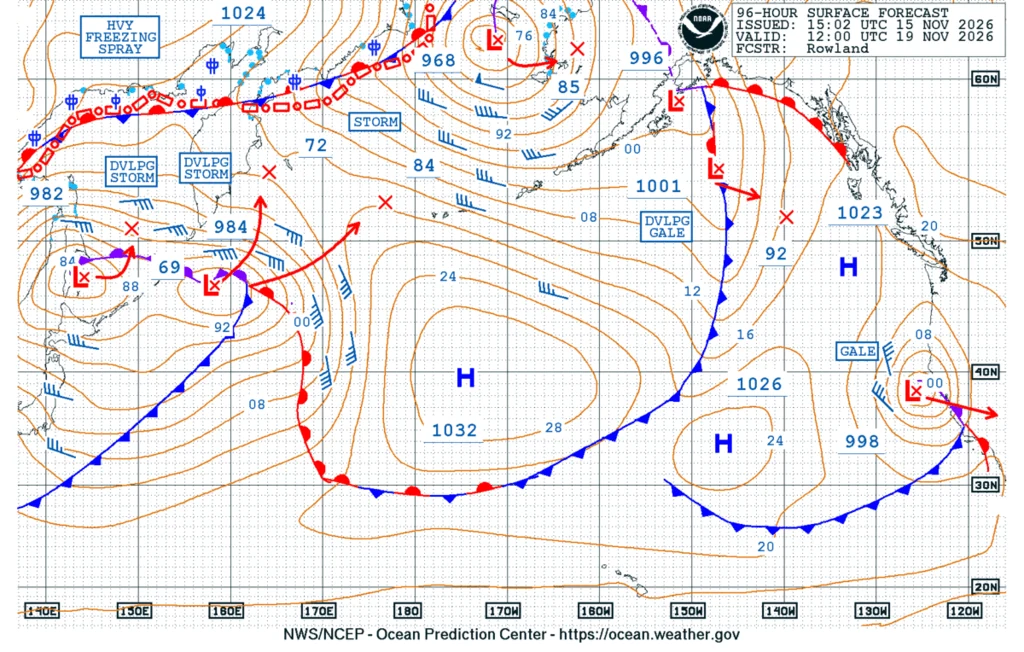 HVY
FREEZING
SPRAY
1024
84
76
968
996
NOAA
96-HOUR SURFACE FORECAST
ISSUED: 15:02 UTC 15 NOV 2026
VALID: 12:00 UTC 19 NOV 2026
FCSTR: Rowland
60N
L
L
85
STORM
92
72
00
DVLPG
STORM
DVLPG
STORM
84
L
982
1001
984
08
DVLPG
GALE
1023
20
50N
84
69
92
H
L
88
L
24
12
92
00
16
08
GALE
40N
H
1026
L
00
08
1032
28
H
24
998
30N
20
20N
140E
150E
160E
170E
180
170W
160W
150W
140W
130W
120W
NWS/NCEP - Ocean Prediction Center - https://ocean.weather.gov